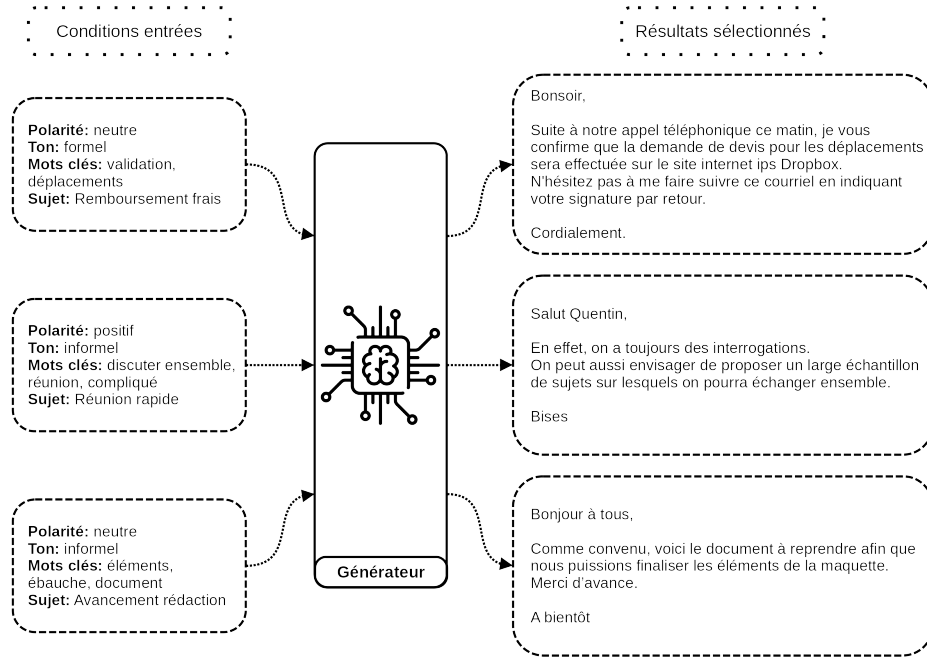 Conditions entrées
Résultats sélectionnés
Polarité: neutre
Ton: formel
Mots clés: validation,
déplacements
Sujet: Remboursement frais
Bonsoir,
Suite à notre appel téléphonique ce matin, je vous
confirme que la demande de devis pour les déplacements
sera effectuée sur le site internet ips Dropbox.
N'hésitez pas à me faire suivre ce courriel en indiquant
votre signature par retour.
Cordialement.
Polarité: positif
Ton: informel
Mots clés: discuter ensemble,
réunion, compliqué
Sujet: Réunion rapide
Salut Quentin,
En effet, on a toujours des interrogations.
On peut aussi envisager de proposer un large échantillon
de sujets sur lesquels on pourra échanger ensemble.
Bises
Polarité: neutre
Ton: informel
Mots clés: éléments,
ébauche, document
Sujet: Avancement rédaction
Générateur
Bonjour à tous,
Comme convenu, voici le document à reprendre afin que
nous puissions finaliser les éléments de la maquette.
Merci d'avance.
A bientôt